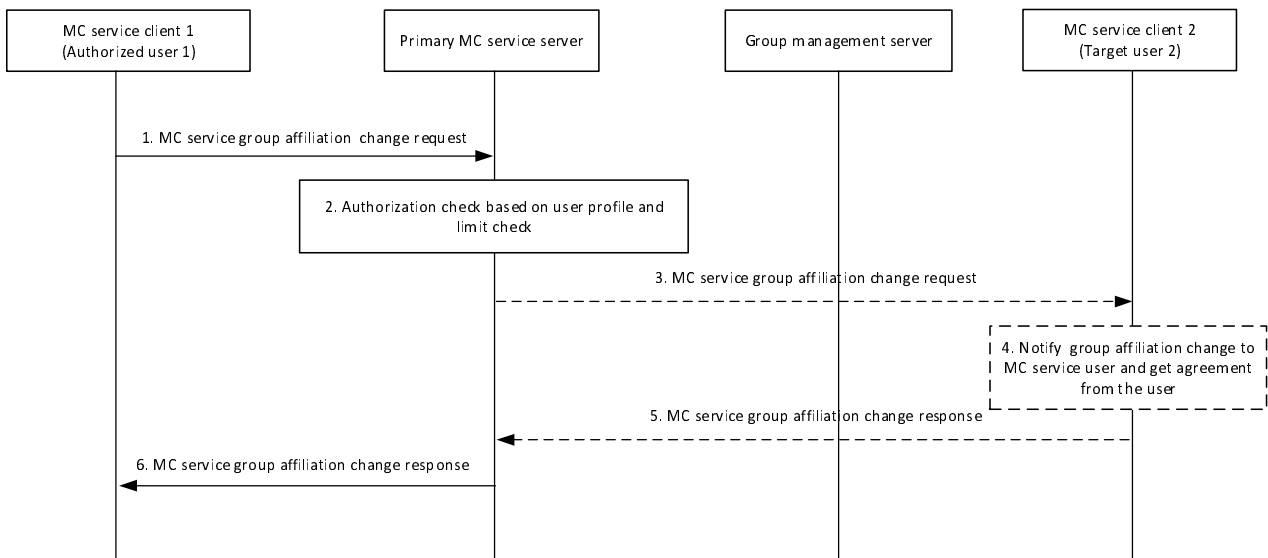 MC service client 1
(Authorized user 1)
Primary MC service server
Group management server
MC service client 2
(Target user 2)
1. MC service group affiliation change request
2. Authorization check based on user profile and
limit check
3. MC service group affiliation change request
4. Notify group affiliation change to
MC service user and get agreement
from the user
5. MC service group affiliation change response
6. MC service group affiliation change response